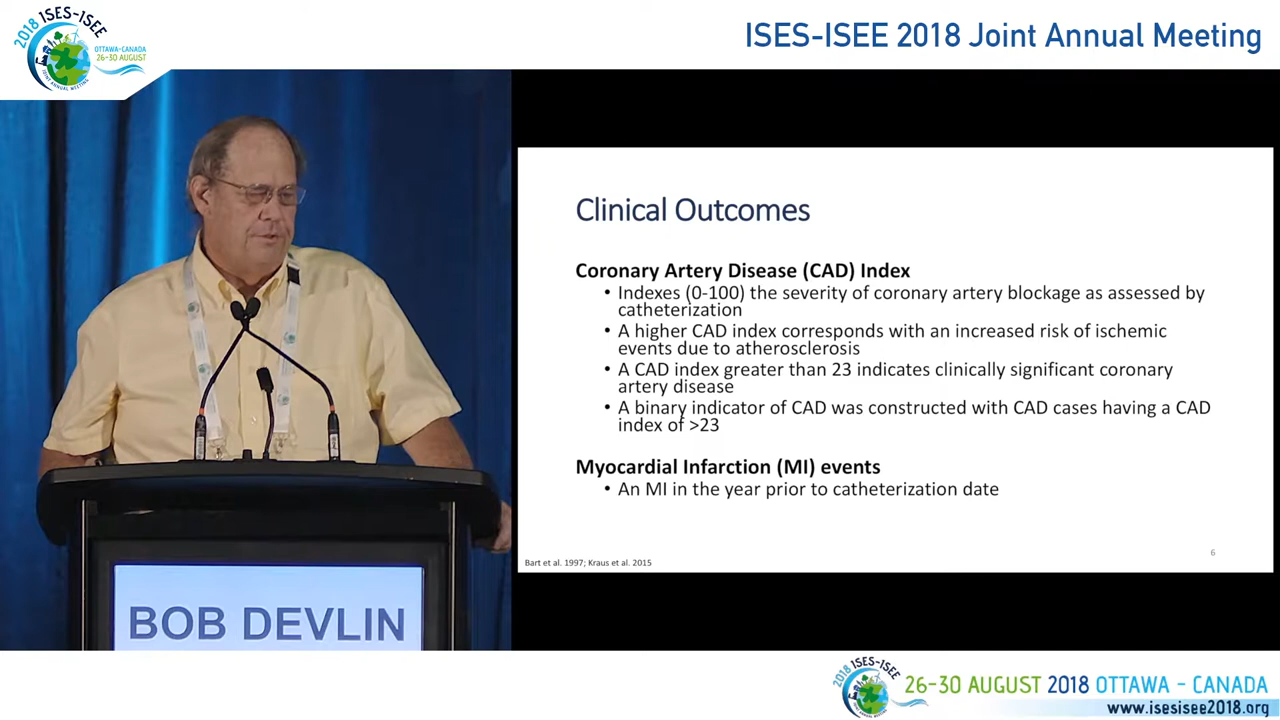 2018 ISES-ISEE
OTTAWA-CANADA
26-30 AUGUST
JOINT ANNUAL MEETING
ISES-ISEE 2018 Joint Annual Meeting
Clinical Outcomes
Coronary Artery Disease (CAD) Index
• Indexes (0-100) the severity of coronary artery blockage as assessed by
catheterization
• A higher CAD index corresponds with an increased risk of ischemic
events due to atherosclerosis
• A CAD index greater than 23 indicates clinically significant coronary
artery disease
• A binary indicator of CAD was constructed with CAD cases having a CAD
index of >23
Myocardial Infarction (MI) events
• An MI in the year prior to catheterization date
6
Bart et al. 1997; Kraus et al. 2015
BOB DEVLIN
2018 ISES-ISEE
26-30 AUGUST 2018 OTTAWA - CANADA
www.isesisee2018.org